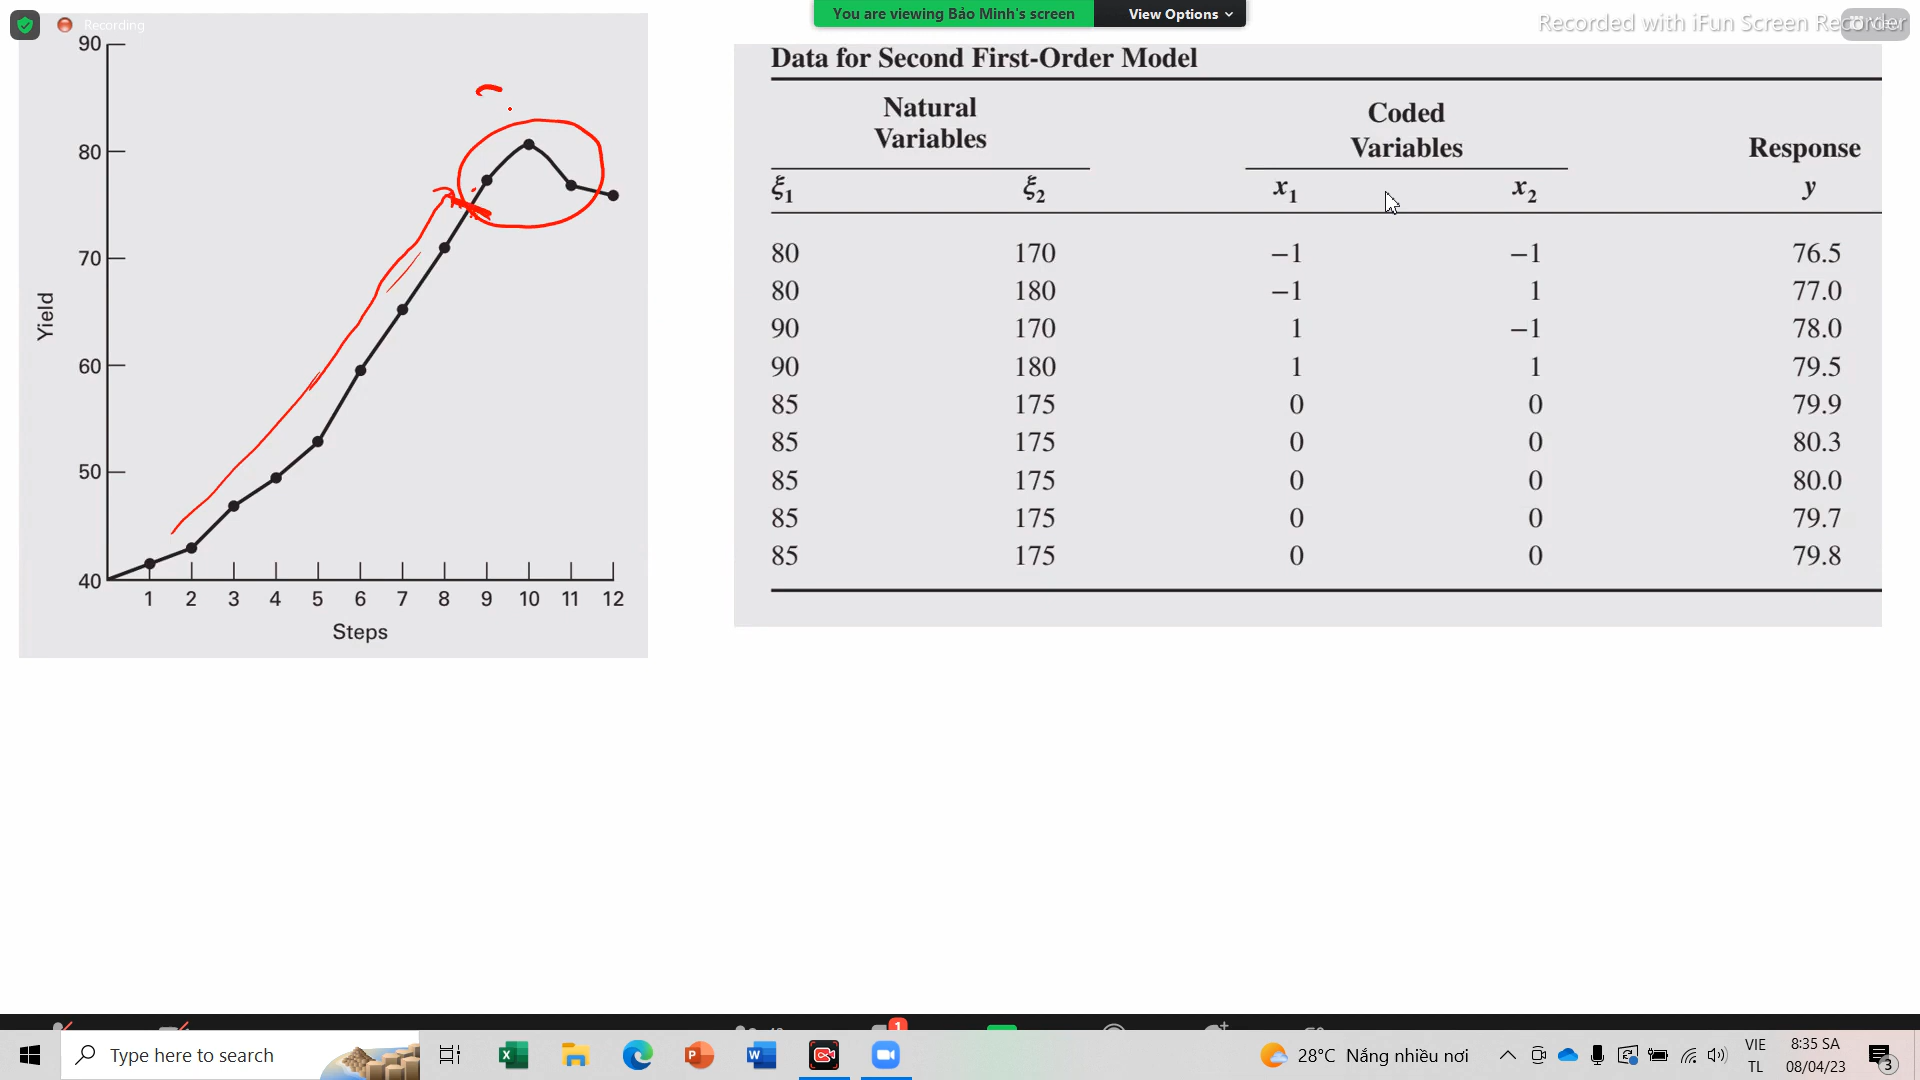 Recording
You are viewing Bảo Minh's screen
View Options
Recorded with iFun Screen Recorder
90
80
70
60
50
40
Yield
1 2 3 4 5 6 7 8 9 10 11 12
Steps
Data for Second First-Order Model
Natural Variables
Coded Variables
Response
ξ1 ξ2 x1 x2 y
80 170 −1 −1 76.5
80 180 −1 1 77.0
90 170 1 −1 78.0
90 180 1 1 79.5
85 175 0 0 79.9
85 175 0 0 80.3
85 175 0 0 80.0
85 175 0 0 79.7
85 175 0 0 79.8
1
Type here to search
28°C Nắng nhiều nơi
VIE
TL
8:35 SA
08/04/23
3